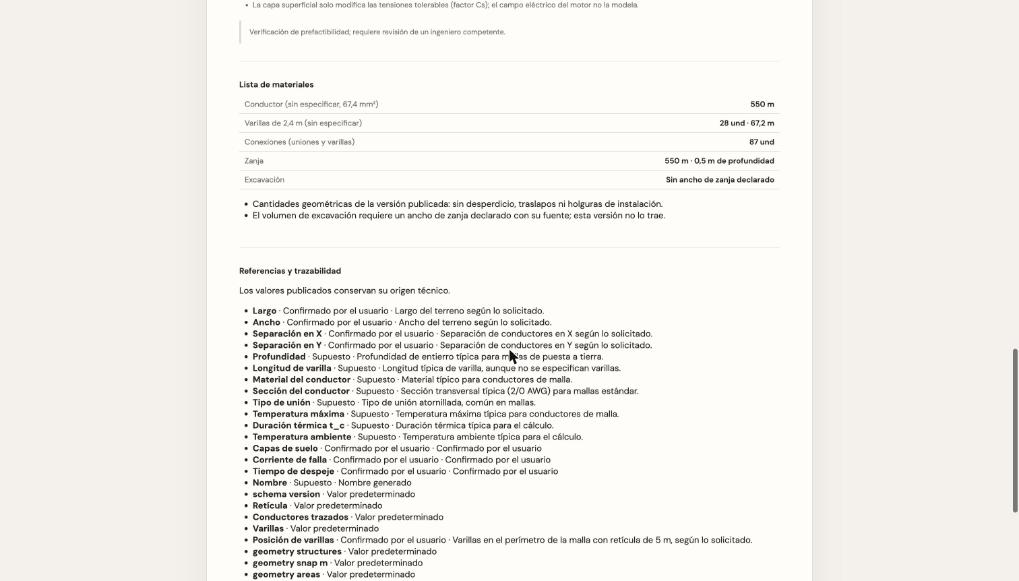 • La capa superficial solo modifica las tensiones tolerables (factor Cs); el campo eléctrico del motor no la modela.
Verificación de prefactibilidad; requiere revisión de un ingeniero competente.
Lista de materiales
Conductor (sin especificar, 67,4 mm²) 550 m
Varillas de 2,4 m (sin especificar) 28 und · 67,2 m
Conexiones (uniones y varillas) 87 und
Zanja 550 m · 0,5 m de profundidad
Excavación Sin ancho de zanja declarado
• Cantidades geométricas de la versión publicada: sin desperdicio, traslapos ni holguras de instalación.
• El volumen de excavación requiere un ancho de zanja declarado con su fuente; esta versión no lo trae.
Referencias y trazabilidad
Los valores publicados conservan su origen técnico.
• Largo · Confirmado por el usuario · Largo del terreno según lo solicitado.
• Ancho · Confirmado por el usuario · Ancho del terreno según lo solicitado.
• Separación en X · Confirmado por el usuario · Separación de conductores en X según lo solicitado.
• Separación en Y · Confirmado por el usuario · Separación de conductores en Y según lo solicitado.
• Profundidad · Supuesto · Profundidad de entierro típica para mallas de puesta a tierra.
• Longitud de varilla · Supuesto · Longitud típica de varilla, aunque no se especifican varillas.
• Material del conductor · Supuesto · Material típico para conductores de malla.
• Sección del conductor · Supuesto · Sección transversal típica (2/0 AWG) para mallas estándar.
• Tipo de unión · Supuesto · Tipo de unión atornillada, común en mallas.
• Temperatura máxima · Supuesto · Temperatura máxima típica para conductores de malla.
• Duración térmica t_c · Supuesto · Duración térmica típica para el cálculo.
• Temperatura ambiente · Supuesto · Temperatura ambiente típica para el cálculo.
• Capas de suelo · Confirmado por el usuario · Confirmado por el usuario
• Corriente de falla · Confirmado por el usuario · Confirmado por el usuario
• Tiempo de despeje · Confirmado por el usuario · Confirmado por el usuario
• Nombre · Supuesto · Nombre generado
• schema version · Valor predeterminado
• Retícula · Valor predeterminado
• Conductores trazados · Valor predeterminado
• Varillas · Valor predeterminado
• Posición de varillas · Confirmado por el usuario · Varillas en el perímetro de la malla con retícula de 5 m, según lo solicitado.
• geometry structures · Valor predeterminado
• geometry snap m · Valor predeterminado
• geometry areas · Valor predeterminado